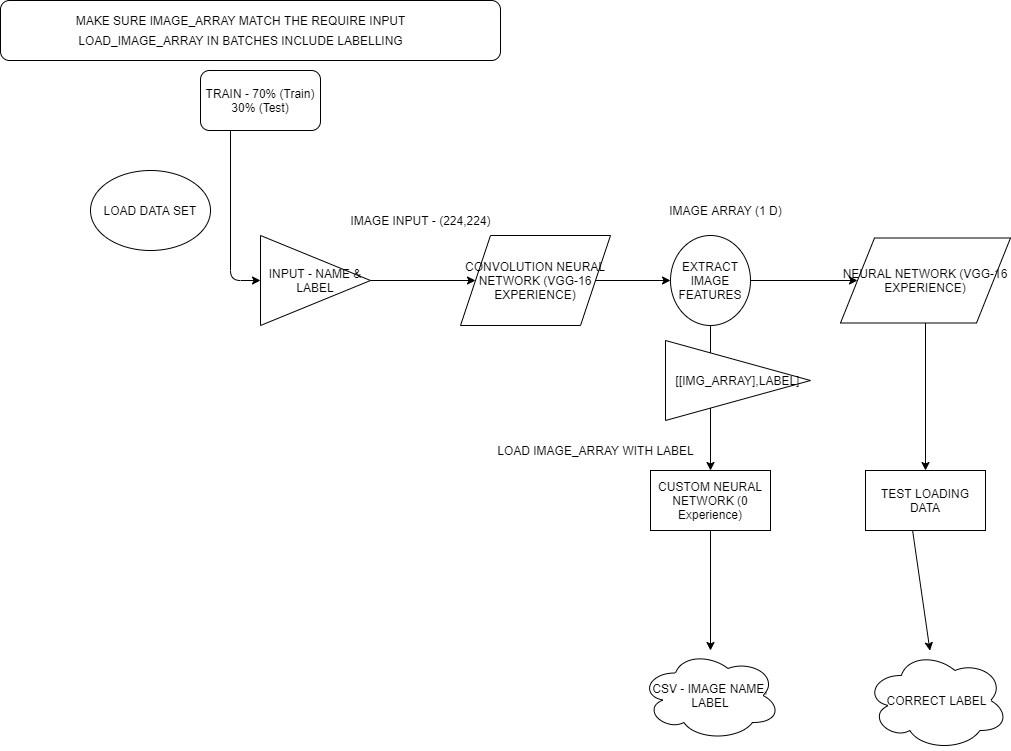 MAKE SURE IMAGE_ARRAY MATCH THE REQUIRE INPUT
LOAD_IMAGE_ARRAY IN BATCHES INCLUDE LABELLING
TRAIN - 70% (Train)
30% (Test)
LOAD DATA SET
INPUT - NAME &
LABEL
IMAGE INPUT - (224,224)
CONVOLUTION NEURAL
NETWORK (VGG-16
EXPERIENCE)
IMAGE ARRAY (1 D)
EXTRACT
IMAGE
FEATURES
NEURAL NETWORK (VGG-16
EXPERIENCE)
[[IMG_ARRAY],LABEL]
LOAD IMAGE_ARRAY WITH LABEL
CUSTOM NEURAL
NETWORK (0
Experience)
TEST LOADING
DATA
CSV - IMAGE NAME,
LABEL
CORRECT LABEL